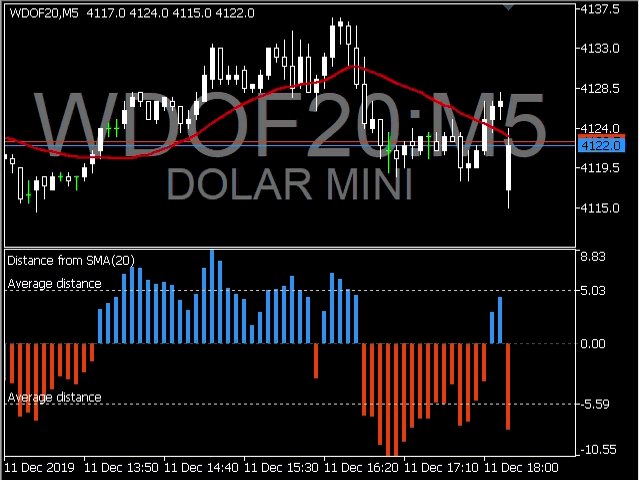 WDOF20,M5 4117.0 4124.0 4115.0 4122.0
4137.5
4133.0
4128.5
4124.0
4122.0
4119.5
4115.0
WDOF20:M5
DOLAR MINI
Distance from SMA(20)
Average distance
Average distance
8.83
5.03
0.00
-5.59
-10.55
11 Dec 2019 11 Dec 13:50 11 Dec 14:40 11 Dec 15:30 11 Dec 16:20 11 Dec 17:10 11 Dec 18:00